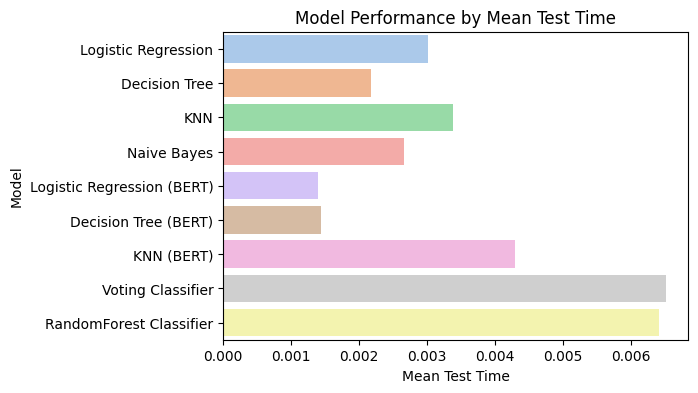 Model Performance by Mean Test Time
Model
Logistic Regression
Decision Tree
KNN
Naive Bayes
Logistic Regression (BERT)
Decision Tree (BERT)
KNN (BERT)
Voting Classifier
RandomForest Classifier
0.000 0.001 0.002 0.003 0.004 0.005 0.006
Mean Test Time